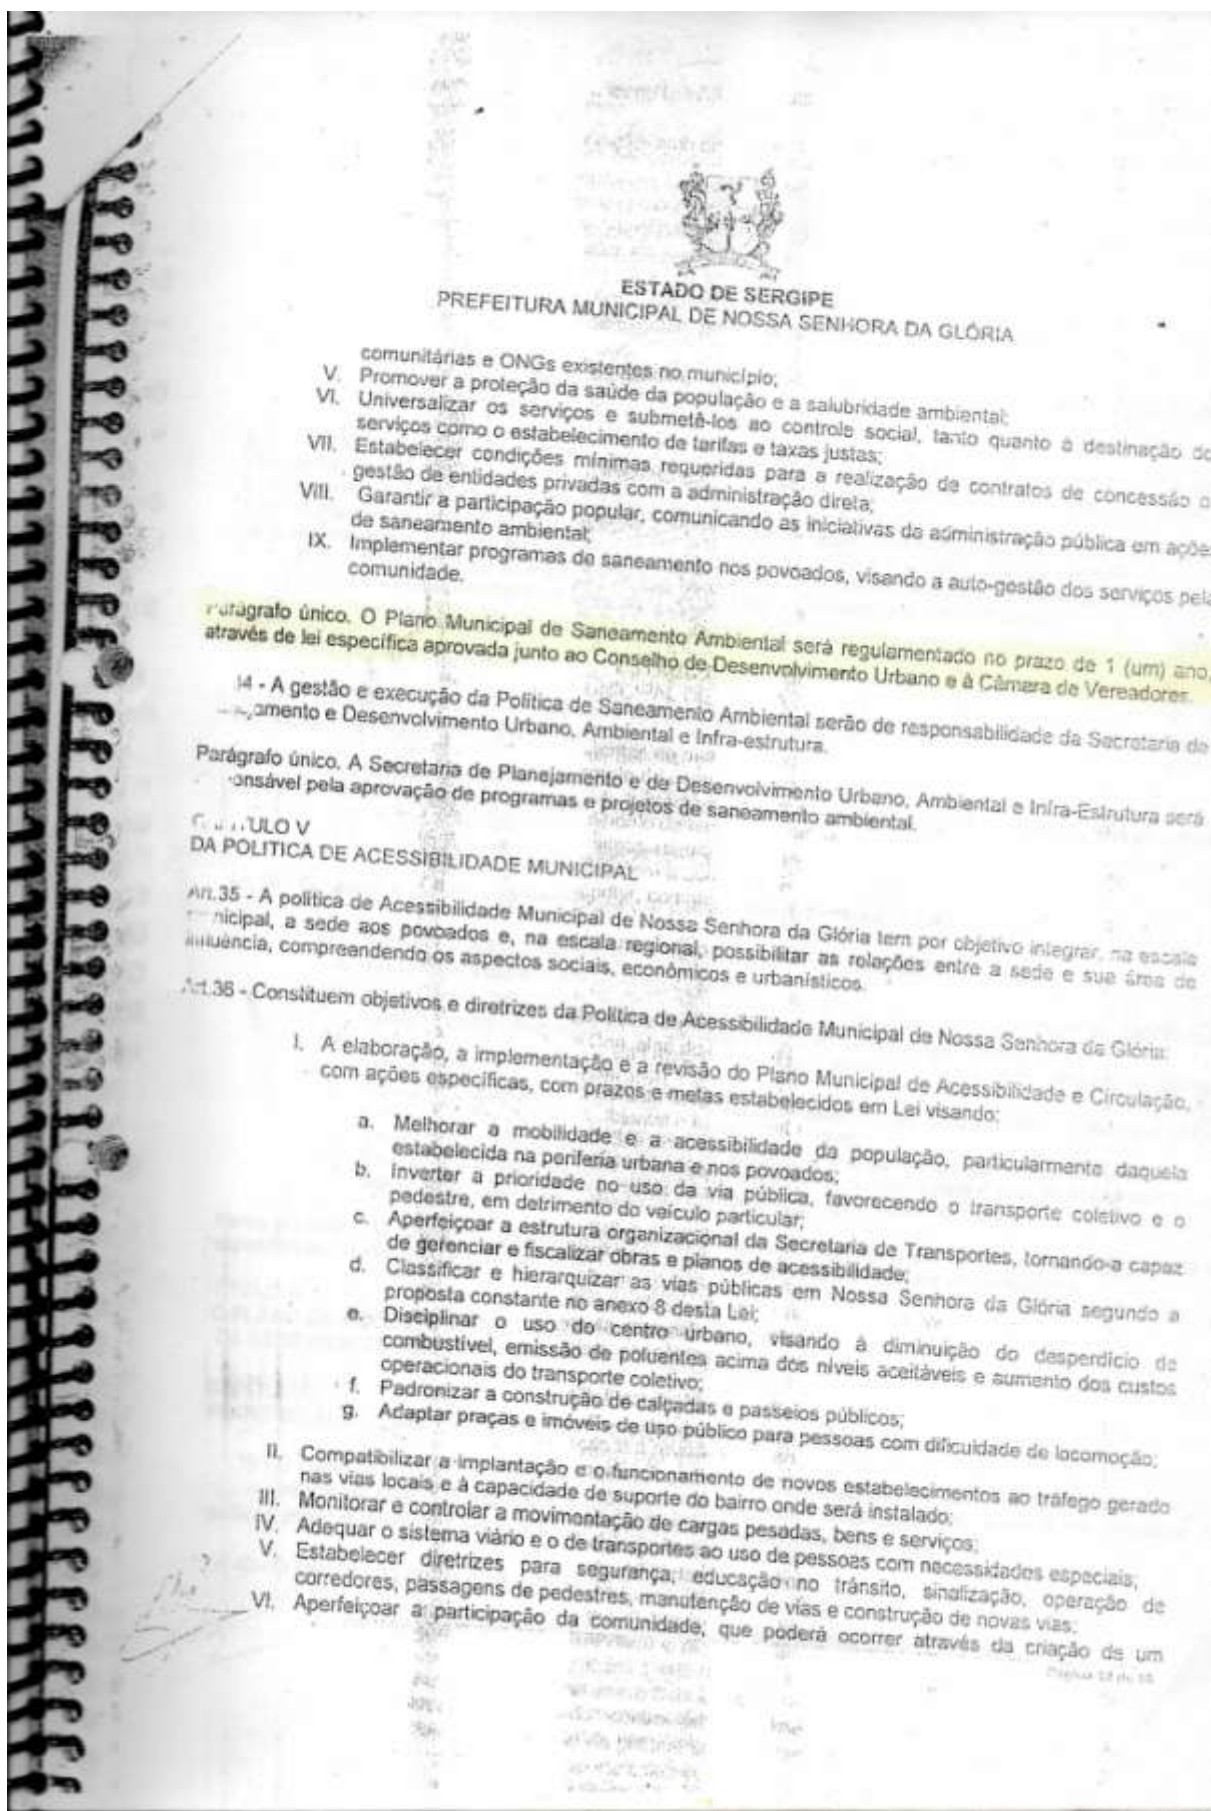 ESTADO DE SERGIPE
PREFEITURA MUNICIPAL DE NOSSA SENHORA DA GLÓRIA
comunitárias e ONGs existentes no município;
V. Promover a proteção da saúde da população e a salubridade ambiental;
VI. Universalizar os serviços e submetê-los ao controle social, tanto quanto à destinação do
serviços como o estabelecimento de tarifas e taxas justas;
VII. Estabelecer condições mínimas requeridas para a realização de contratos de concessão o
gestão de entidades privadas com a administração direta;
VIII. Garantir a participação popular, comunicando as iniciativas da administração pública em açõe
de saneamento ambiental;
IX. Implementar programas de saneamento nos povoados, visando a auto-gestão dos serviços pela
comunidade.
Parágrafo único. O Plano Municipal de Saneamento Ambiental será regulamentado no prazo de 1 (um) ano,
através de lei específica aprovada junto ao Conselho de Desenvolvimento Urbano e à Câmara de Vereadores.
34 - A gestão e execução da Política de Saneamento Ambiental serão de responsabilidade da Secretaria de
jamento e Desenvolvimento Urbano, Ambiental e Infra-estrutura.
Parágrafo único. A Secretaria de Planejamento e de Desenvolvimento Urbano, Ambiental e Infra-Estrutura será
onsável pela aprovação de programas e projetos de saneamento ambiental.
TULO V
DA POLITICA DE ACESSIBILIDADE MUNICIPAL
Art.35 - A política de Acessibilidade Municipal de Nossa Senhora da Glória tem por objetivo integrar, na escala
nicipal, a sede aos povoados e, na escala regional, possibilitar as relações entre a sede e sua área de
influência, compreendendo os aspectos sociais, econômicos e urbanísticos.
Art.36 - Constituem objetivos e diretrizes da Política de Acessibilidade Municipal de Nossa Senhora da Glória:
I. A elaboração, a implementação e a revisão do Plano Municipal de Acessibilidade e Circulação,
com ações específicas, com prazos e metas estabelecidos em Lei visando:
a. Melhorar a mobilidade e a acessibilidade da população, particularmente daquela
estabelecida na periferia urbana e nos povoados;
b. Inverter a prioridade no uso da via pública, favorecendo o transporte coletivo e o
pedestre, em detrimento do veículo particular;
c. Aperfeiçoar a estrutura organizacional da Secretaria de Transportes, tornando-a capaz
de gerenciar e fiscalizar obras e planos de acessibilidade;
d. Classificar e hierarquizar as vias públicas em Nossa Senhora da Glória segundo a
proposta constante no anexo 8 desta Lei;
e. Disciplinar o uso do centro urbano, visando à diminuição do desperdício de
combustível, emissão de poluentes acima dos níveis aceitáveis e aumento dos custos
operacionais do transporte coletivo;
f. Padronizar a construção de calçadas e passeios públicos;
g. Adaptar praças e imóveis de uso público para pessoas com dificuldade de locomoção;
II. Compatibilizar a implantação e o funcionamento de novos estabelecimentos ao tráfego gerado
nas vias locais e à capacidade de suporte do bairro onde será instalado;
III. Monitorar e controlar a movimentação de cargas pesadas, bens e serviços;
IV. Adequar o sistema viário e o de transportes ao uso de pessoas com necessidades especiais;
V. Estabelecer diretrizes para segurança, educação no trânsito, sinalização, operação de
corredores, passagens de pedestres, manutenção de vias e construção de novas vias;
VI. Aperfeiçoar a participação da comunidade, que poderá ocorrer através da criação de um